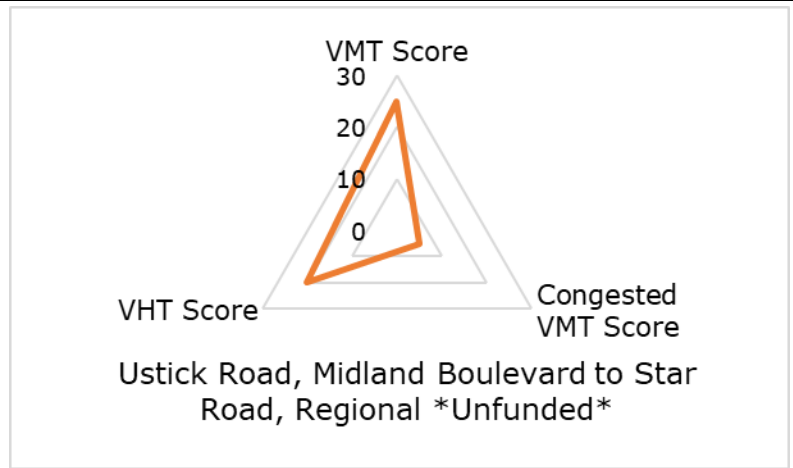 VMT Score
30
20
10
0
VHT Score
Congested
VMT Score
Ustick Road, Midland Boulevard to Star
Road, Regional *Unfunded*